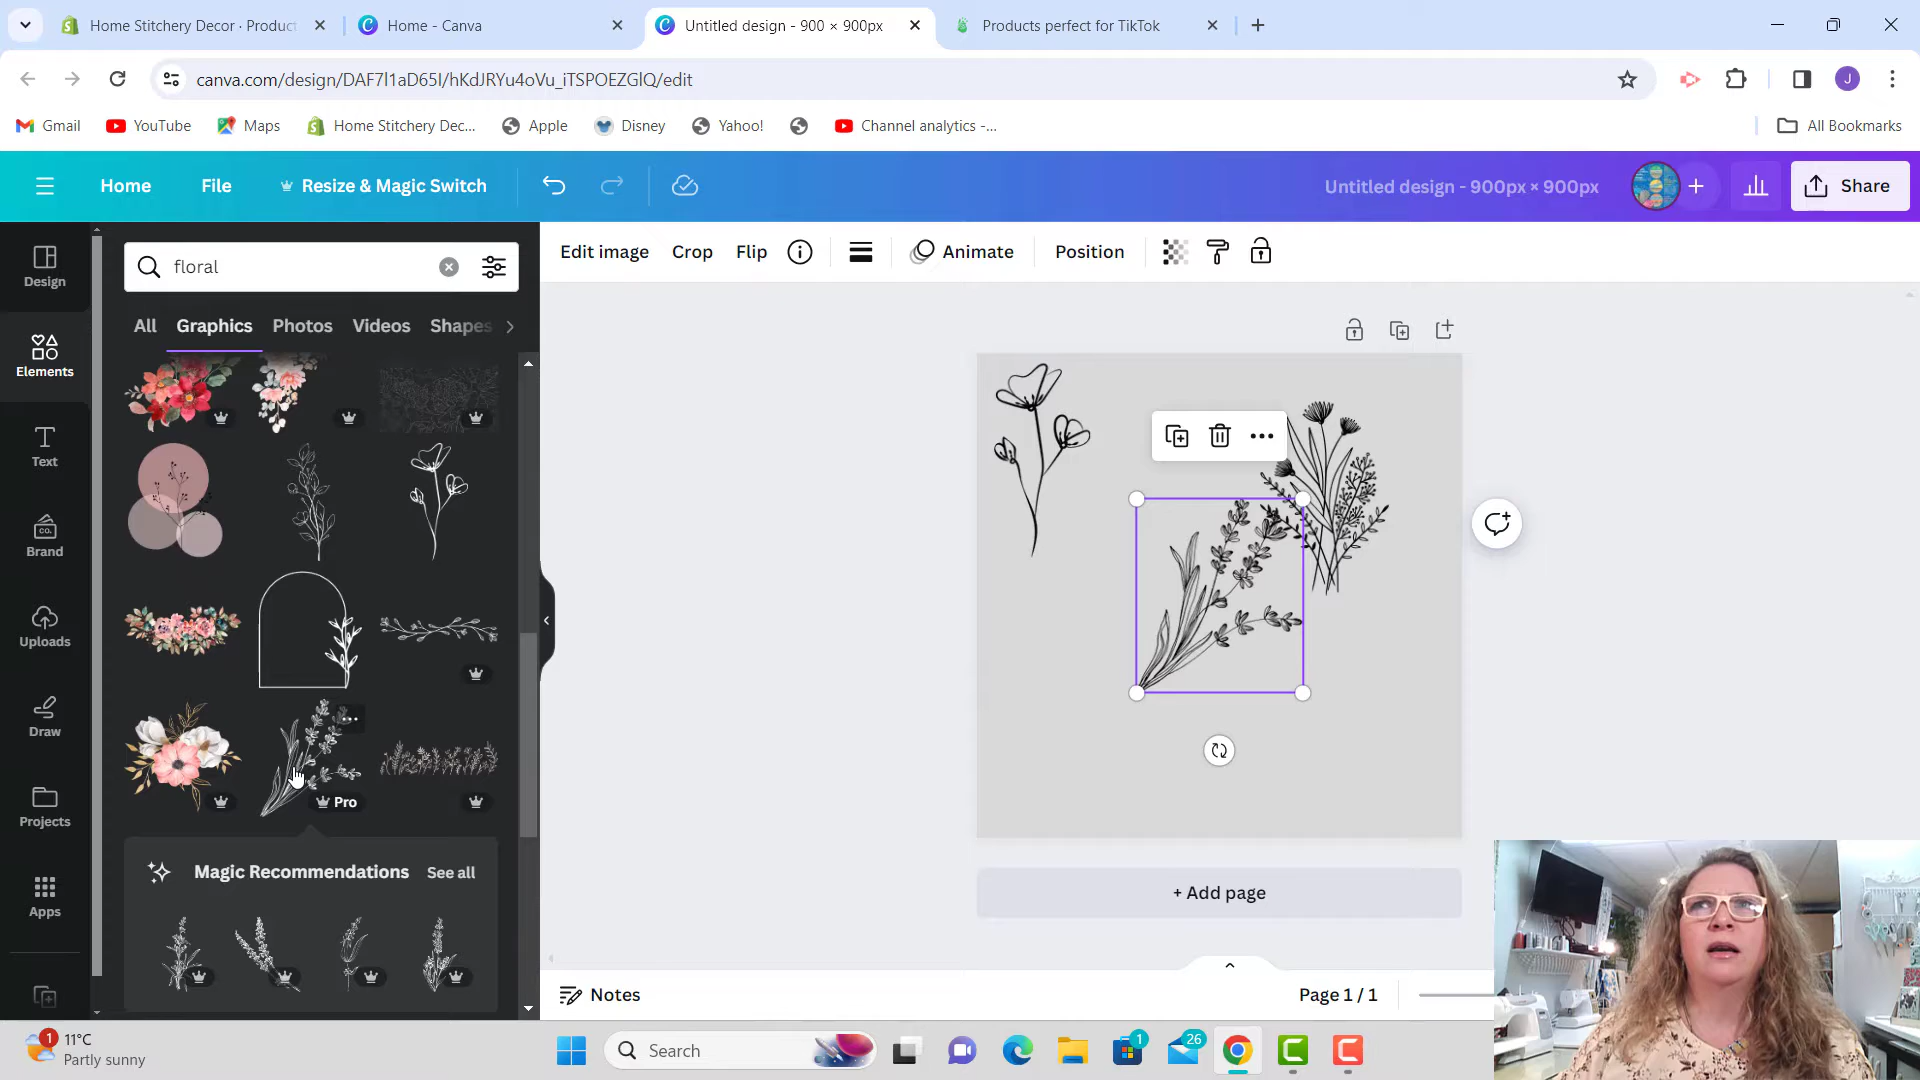 Home Stitchery Decor · Product
Home - Canva
Untitled design - 900 × 900px
Products perfect for TikTok
canva.com/design/DAF7l1aD65I/hKdJRYu4oVu_iTSPOEZGlQ/edit
J
Gmail
YouTube
Maps
Home Stitchery Dec...
Apple
Disney
Yahoo!
Channel analytics -...
All Bookmarks
Home
File
Resize & Magic Switch
Untitled design - 900px × 900px
Share
floral
Edit image
Crop
Flip
Animate
Position
Design
Elements
Text
CO.
Brand
Uploads
Draw
Projects
Apps
All
Graphics
Photos
Videos
Shapes
Pro
Magic Recommendations
See all
+ Add page
Notes
Page 1 / 1
1
11°C
Partly sunny
Search
1
26